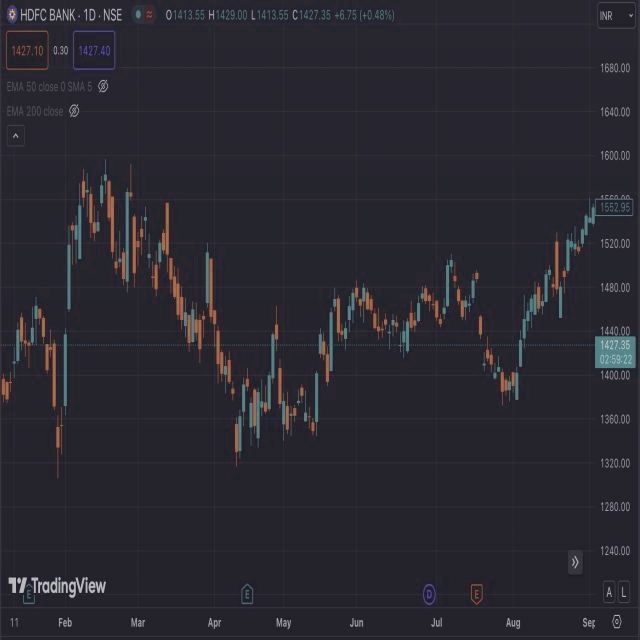 HDFC BANK · 1D · NSE O1413.55 H1429.00 L1413.55 C1427.35 +6.75 (+0.48%) INR
1427.10 0.30 1427.40
EMA 50 close 0 SMA 5
EMA 200 close
1680.00
1640.00
1600.00
1560.00
1552.95
1520.00
1480.00
1440.00
1427.35
02:59:22
1400.00
1360.00
1320.00
1280.00
1240.00
TradingView
E E D E A L
11 Feb Mar Apr May Jun Jul Aug Sep